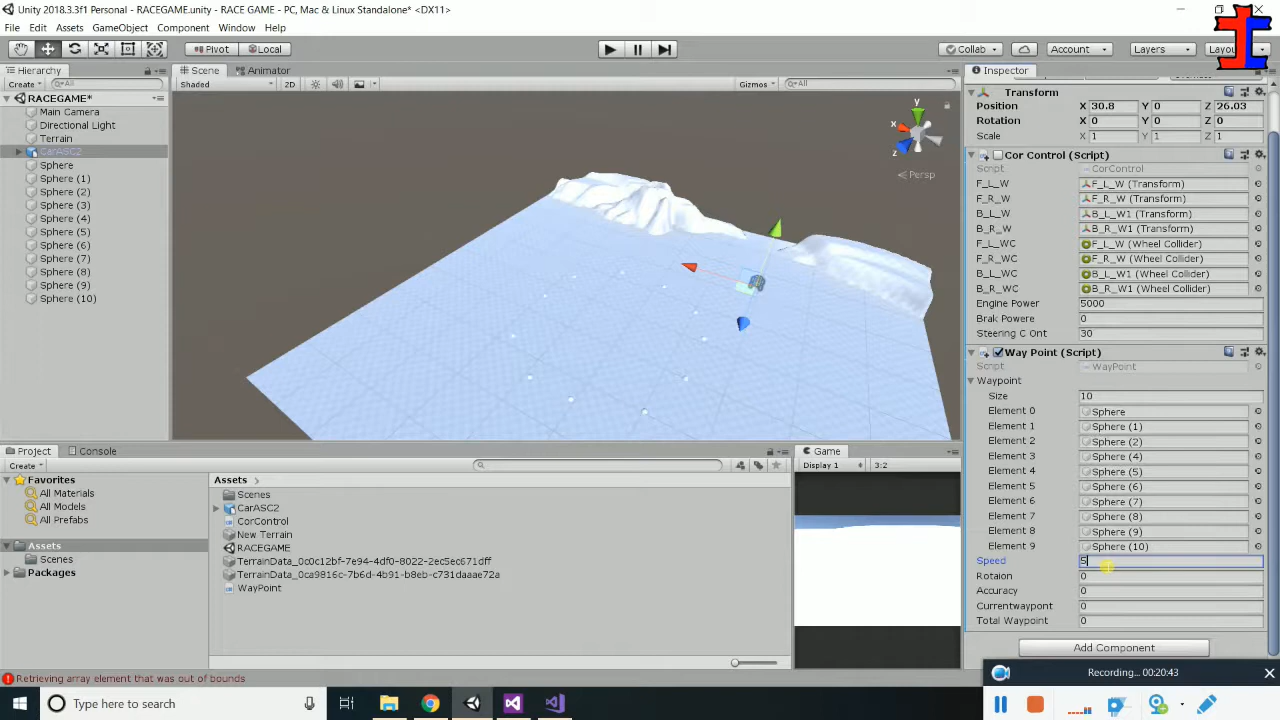 Unity 2018.3.3f1 Personal - RACEGAME.unity - RACE GAME - PC, Mac & Linux Standalone* <DX11>
File Edit Assets GameObject Component Window Help
Pivot Local Collab Account Layers Layou
Hierarchy Scene Animator Inspector
Create All Shaded 2D Gizmos All
RACEGAME*
Main Camera
Directional Light
Terrain
CarASC2
Sphere
Sphere (1)
Sphere (2)
Sphere (3)
Sphere (4)
Sphere (5)
Sphere (6)
Sphere (7)
Sphere (8)
Sphere (9)
Sphere (10)
y
x
z
Persp
Transform
Position X 30.8 Y 0 Z 26.03
Rotation X 0 Y 0 Z 0
Scale X 1 Y 1 Z 1
Cor Control (Script)
Script CorControl
F_L_W F_L_W (Transform)
F_R_W F_R_W (Transform)
B_L_W B_L_W1 (Transform)
B_R_W B_R_W1 (Transform)
F_L_WC F_L_W (Wheel Collider)
F_R_WC F_R_W (Wheel Collider)
B_L_WC B_L_W1 (Wheel Collider)
B_R_WC B_R_W1 (Wheel Collider)
Engine Power 5000
Brak Powere 0
Steering C Ont 30
Way Point (Script)
Script WayPoint
Waypoint
Size 10
Element 0 Sphere
Element 1 Sphere (1)
Element 2 Sphere (2)
Element 3 Sphere (4)
Element 4 Sphere (5)
Element 5 Sphere (6)
Element 6 Sphere (7)
Element 7 Sphere (8)
Element 8 Sphere (9)
Element 9 Sphere (10)
Speed 5
Rotaion 0
Accuracy 0
Currentwaypont 0
Total Waypoint 0
Add Component
Project Console
Create
Favorites
All Materials
All Models
All Prefabs
Assets
Scenes
Packages
Assets
Scenes
CarASC2
CorControl
New Terrain
RACEGAME
TerrainData_0c0c12bf-7e94-4df0-8022-2ec5ec671dff
TerrainData_0ca9816c-7b6d-4b91-b8eb-c731daaae72a
WayPoint
Game
Display 1 3:2
Retrieving array element that was out of bounds
Recording... 00:20:43
Type here to search